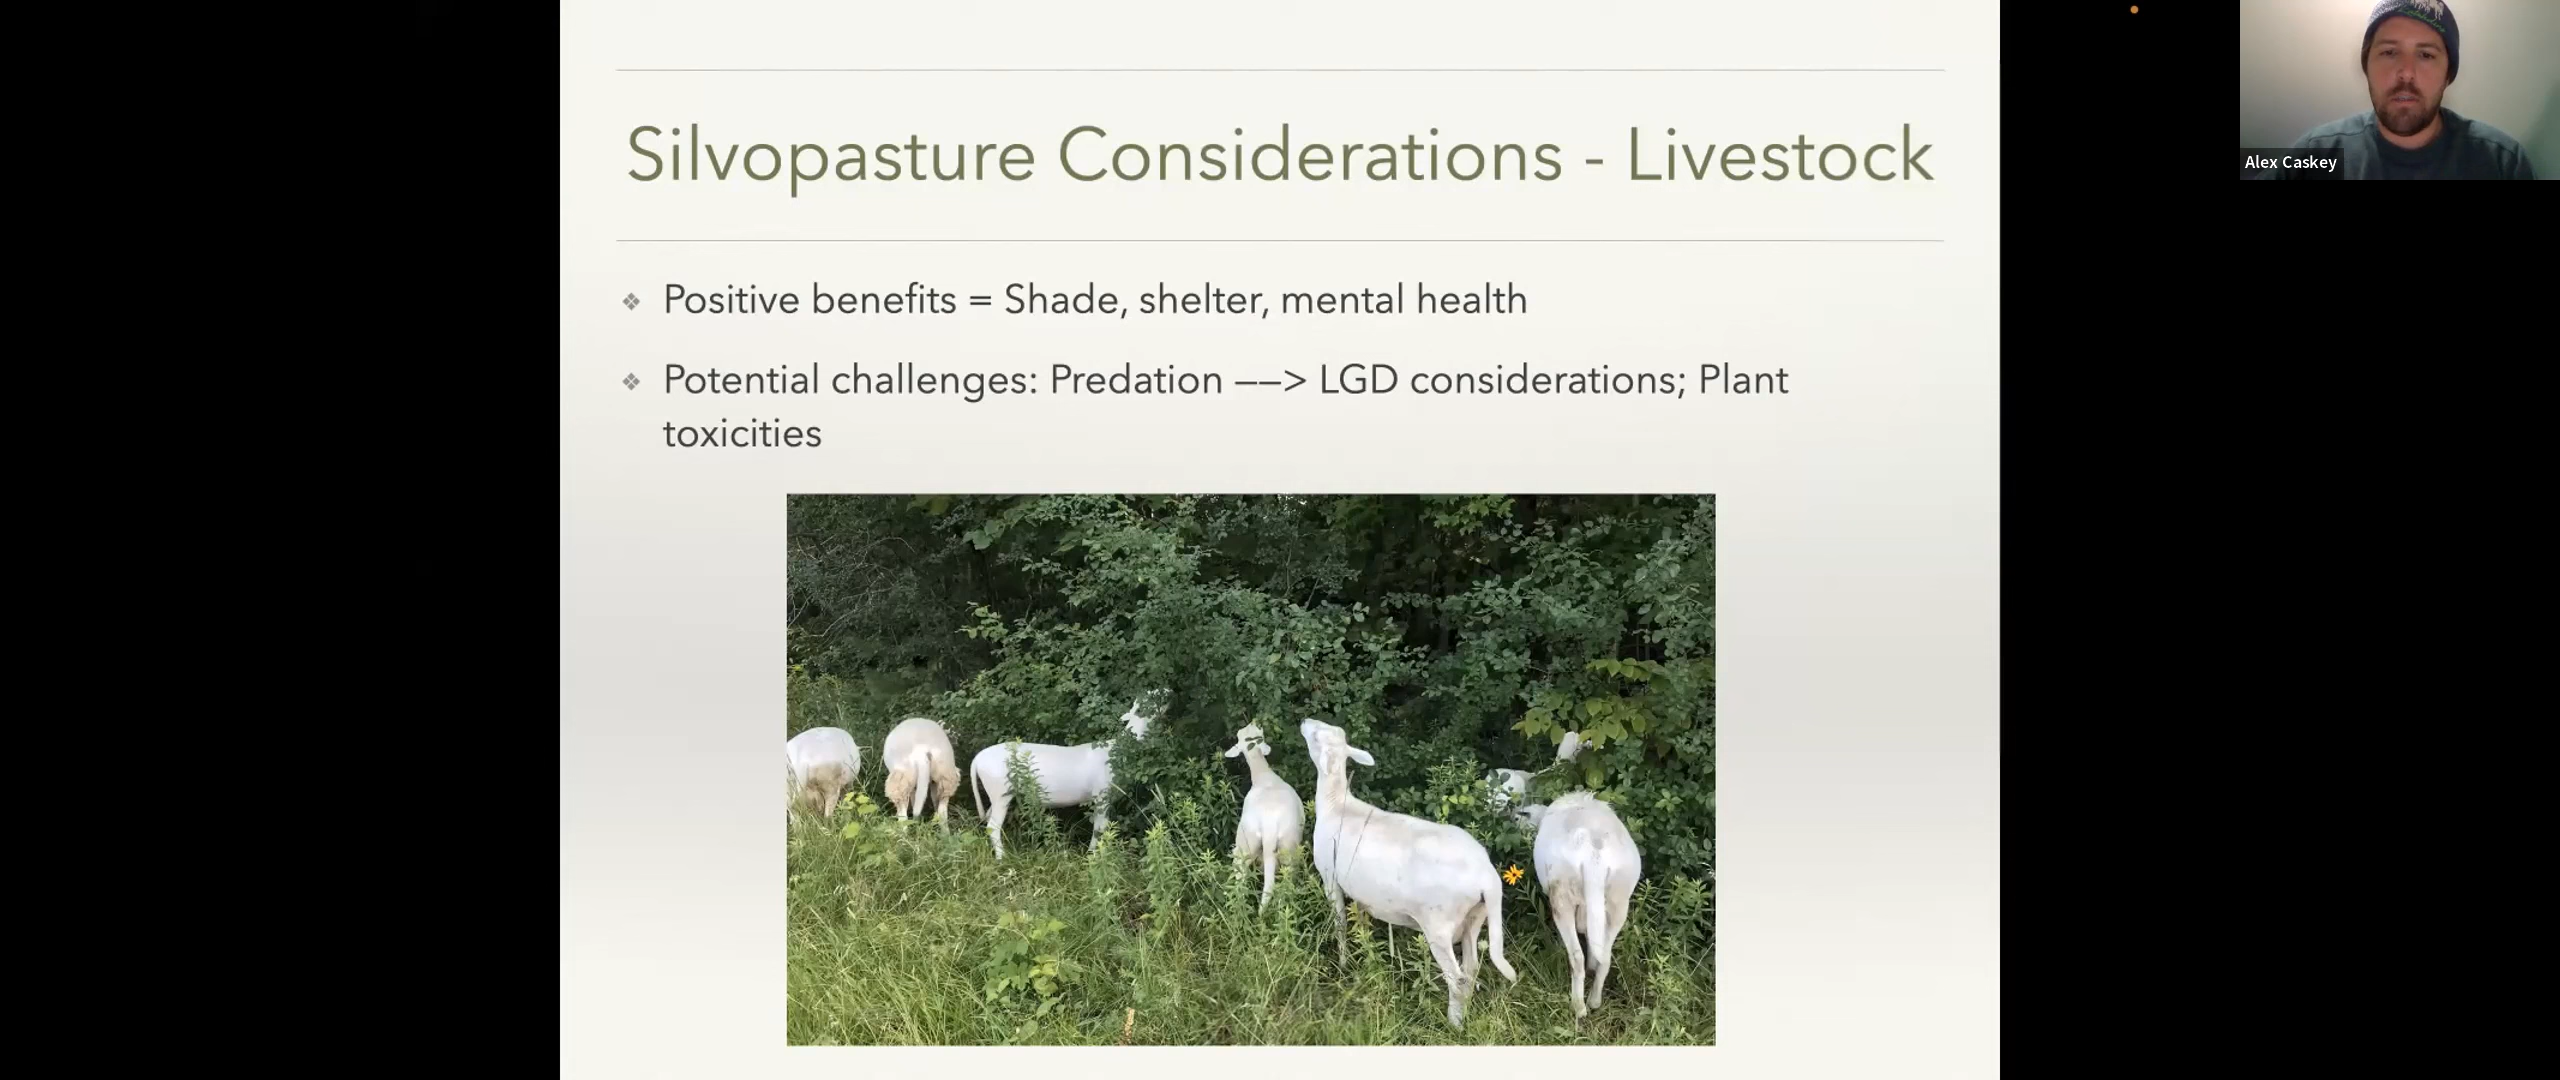 Silvopasture Considerations - Livestock
Positive benefits = Shade, shelter, mental health
Potential challenges: Predation ––> LGD considerations; Plant
toxicities
Alex Caskey